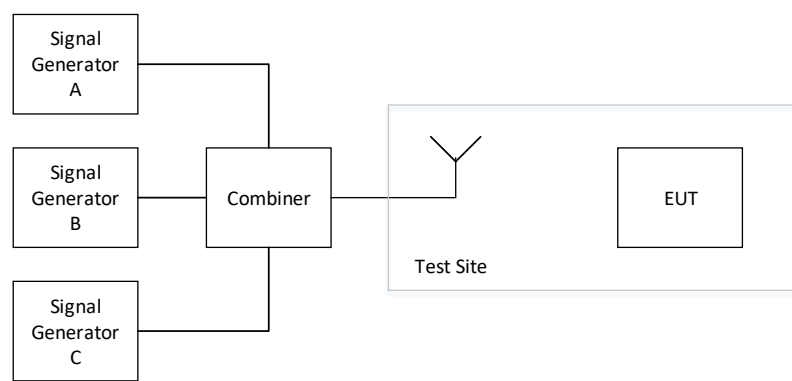 Signal
Generator
A
Signal
Generator
B
Combiner
EUT
Test Site
Signal
Generator
C